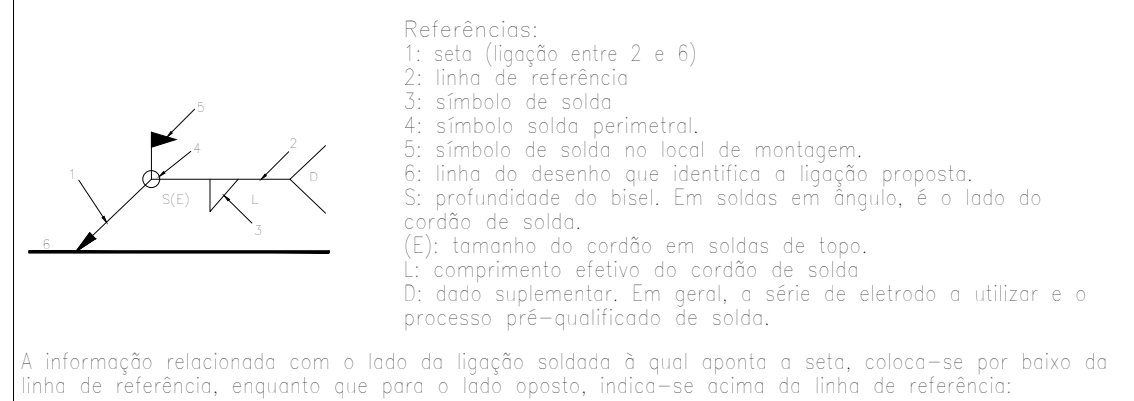 Referências:
1: seta (ligação entre 2 e 6)
2: linha de referência
3: símbolo de solda
4: símbolo solda perimetral.
5: símbolo de solda no local de montagem.
6: linha do desenho que identifica a ligação proposta.
S: profundidade do bisel. Em soldas em ângulo, é o lado do
cordão de solda.
(E): tamanho do cordão em soldas de topo.
L: comprimento efetivo do cordão de solda
D: dado suplementar. Em geral, a série de eletrodo a utilizar e o
processo pré-qualificado de solda.
5
4
2
1
S(E)
L
D
3
6
A informação relacionada com o lado da ligação soldada à qual aponta a seta, coloca-se por baixo da
linha de referência, enquanto que para o lado oposto, indica-se acima da linha de referência: